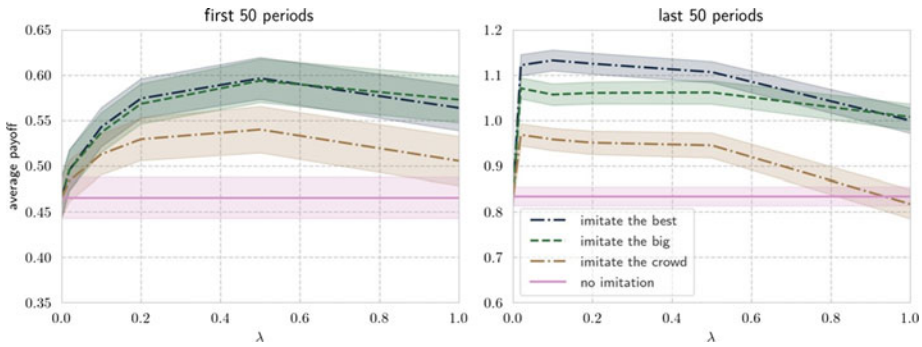 first 50 periods
last 50 periods
average payoff
0.65
0.60
0.55
0.50
0.45
0.40
0.35
0.0
0.2
0.4
0.6
0.8
1.0
λ
1.2
1.1
1.0
0.9
0.8
0.7
0.6
imitate the best
imitate the big
imitate the crowd
no imitation
0.0
0.2
0.4
0.6
0.8
1.0
λ